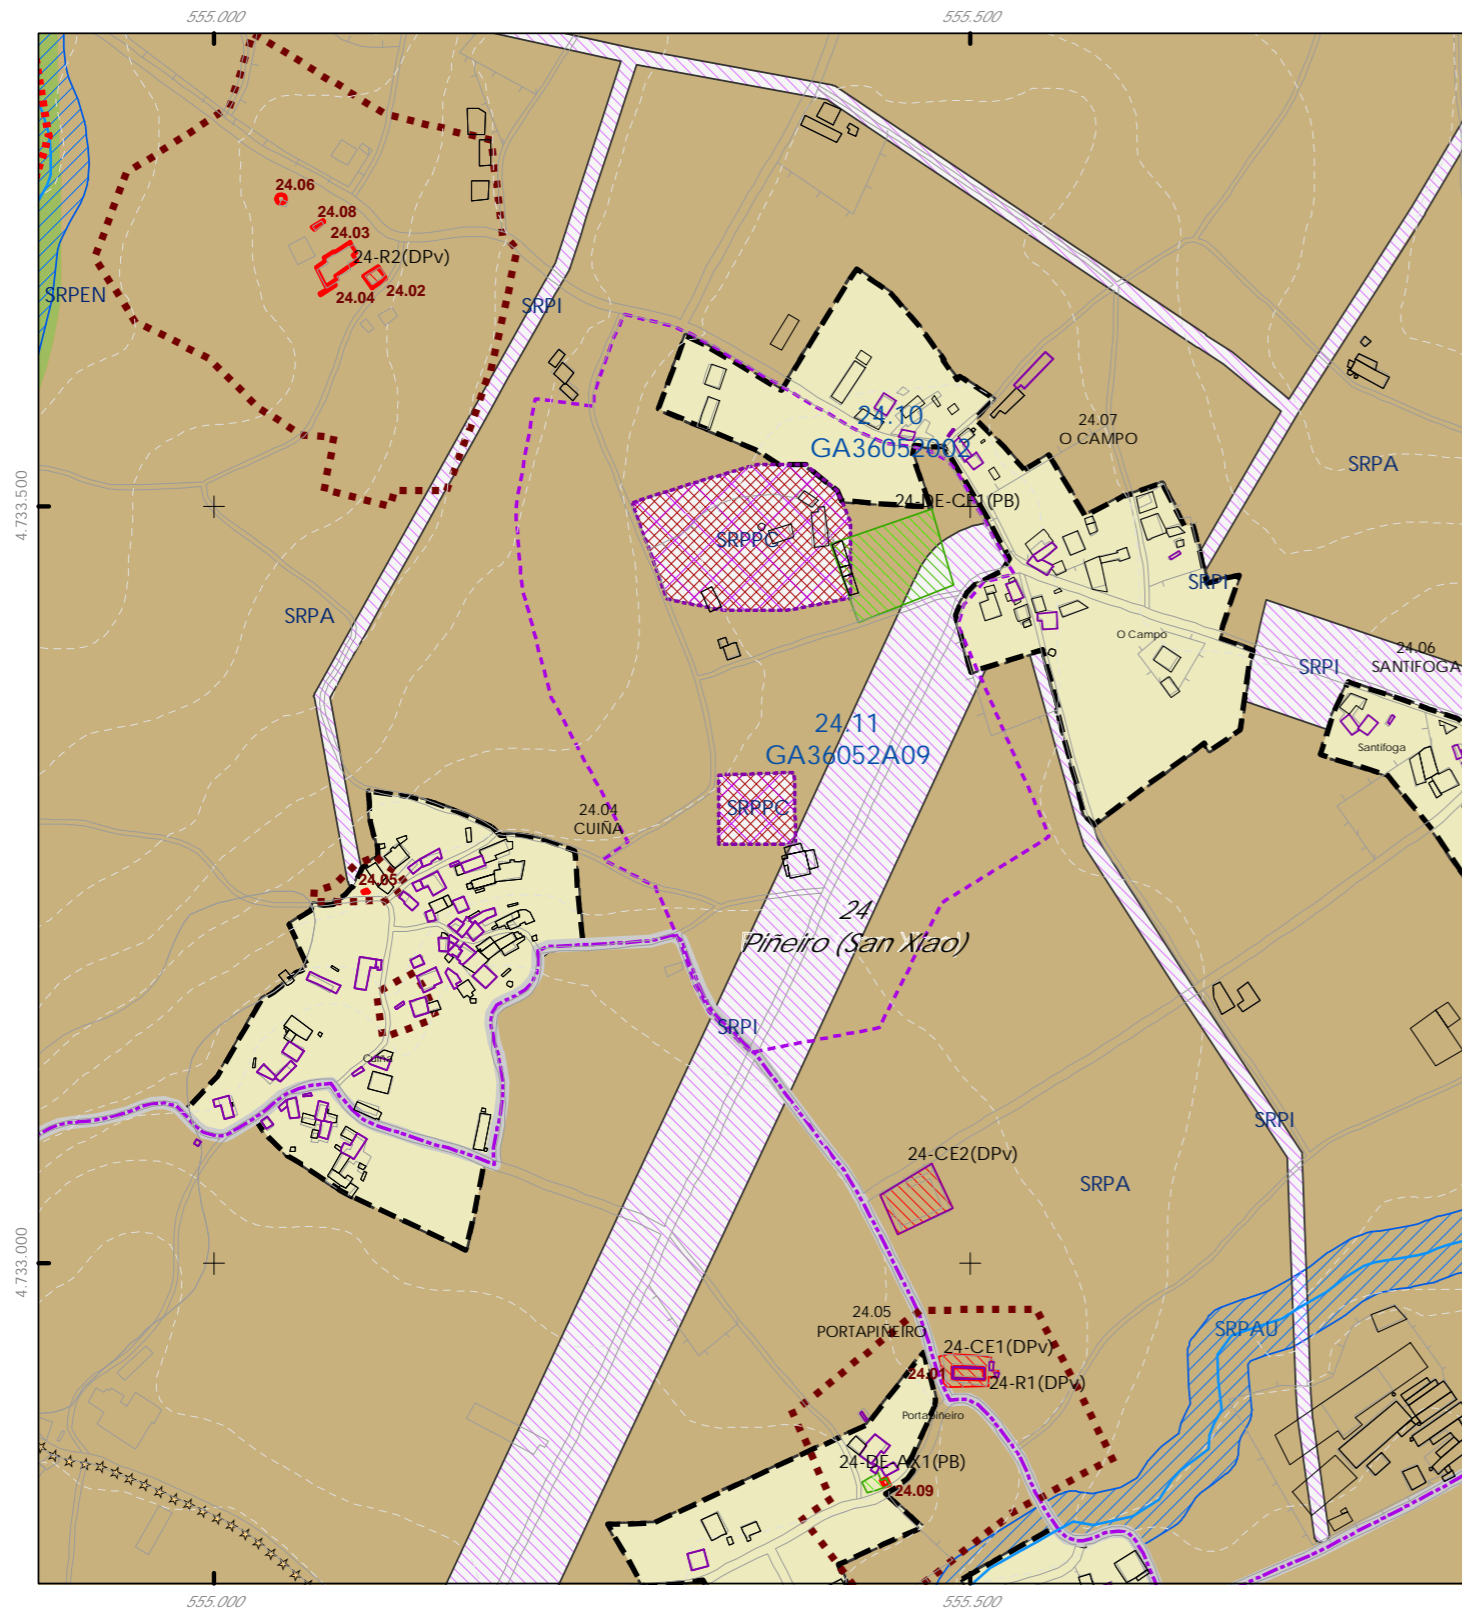 555.000
555.500
24.06
24.08
24.03
24-R2(DPv)
24.02
24.04
SRPEN
SRPI
24.10
GA36052002
24.07
O CAMPO
SRPA
4.733.500
24-DE-CE1(PB)
SRPPC
SRPI
SRPA
O Campo
24.06
SANTIFOGA
SRPI
24.11
GA36052A09
Santifoga
SRPPC
24.04
CUIÑA
24.05
24
Piñeiro (San Xiao)
SRPI
Cuiña
SRPI
24-CE2(DPv)
SRPA
4.733.000
24.05
PORTAPIÑEIRO
SRPAU
24-CE1(DPv)
24.01
24-R1(DPv)
Portapiñeiro
24-DE-AX1(PB)
24.09
555.000
555.500